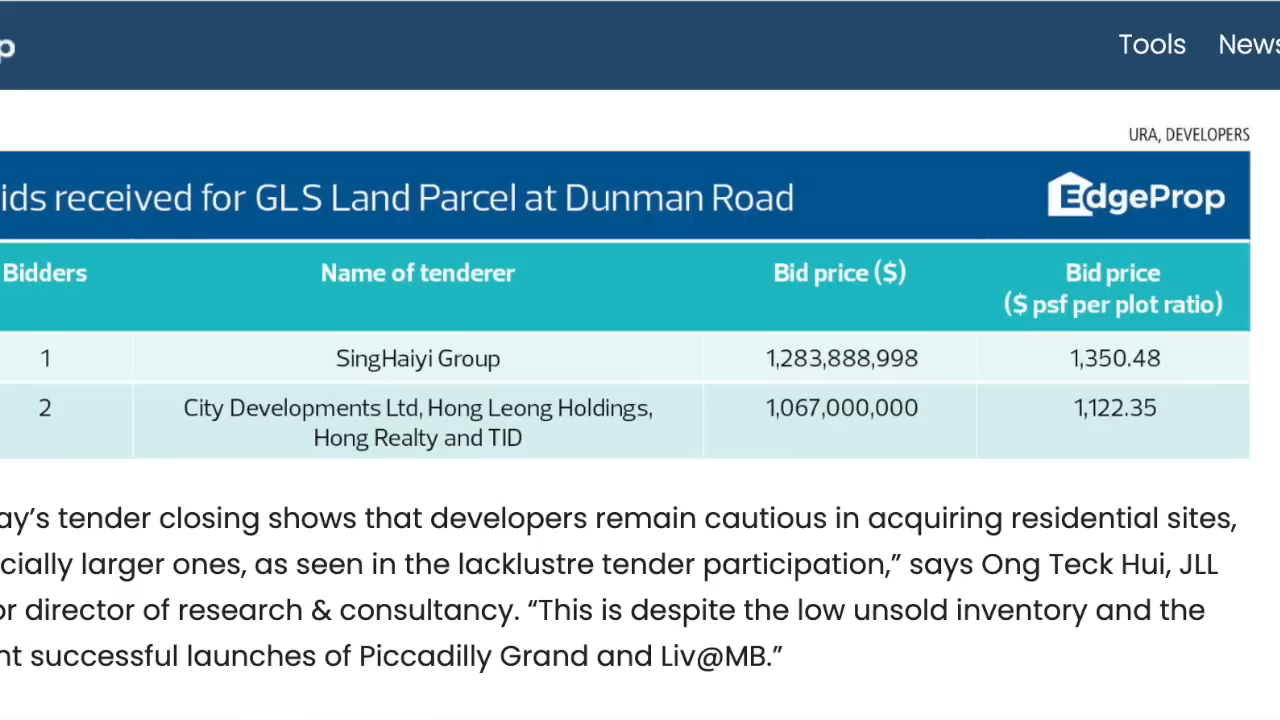 p Tools News
URA, DEVELOPERS
ids received for GLS Land Parcel at Dunman Road EdgeProp
Bidders Name of tenderer Bid price ($) Bid price
($ psf per plot ratio)
1 SingHaiyi Group 1,283,888,998 1,350.48
2 City Developments Ltd, Hong Leong Holdings, 1,067,000,000 1,122.35
Hong Realty and TID
ay’s tender closing shows that developers remain cautious in acquiring residential sites,
cially larger ones, as seen in the lacklustre tender participation,” says Ong Teck Hui, JLL
or director of research & consultancy. “This is despite the low unsold inventory and the
nt successful launches of Piccadilly Grand and Liv@MB.”